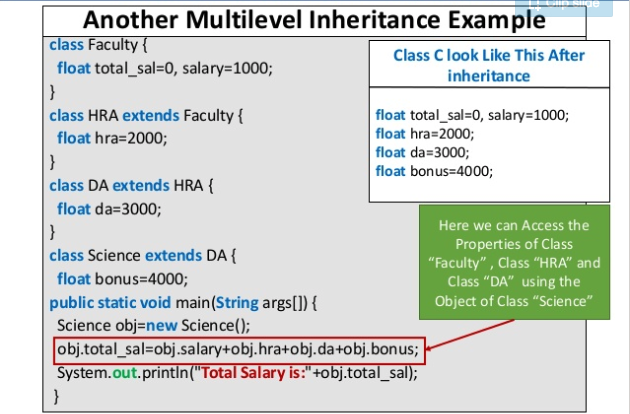 Clip slide
Another Multilevel Inheritance Example
class Faculty {
float total_sal=0, salary=1000;
}
class HRA extends Faculty {
float hra=2000;
}
class DA extends HRA {
float da=3000;
}
class Science extends DA {
float bonus=4000;
public static void main(String args[]) {
Science obj=new Science();
obj.total_sal=obj.salary+obj.hra+obj.da+obj.bonus;
System.out.println("Total Salary is:"+obj.total_sal);
}
Class C look Like This After
inheritance
float total_sal=0, salary=1000;
float hra=2000;
float da=3000;
float bonus=4000;
Here we can Access the
Properties of Class
“Faculty” , Class “HRA” and
Class “DA” using the
Object of Class “Science”